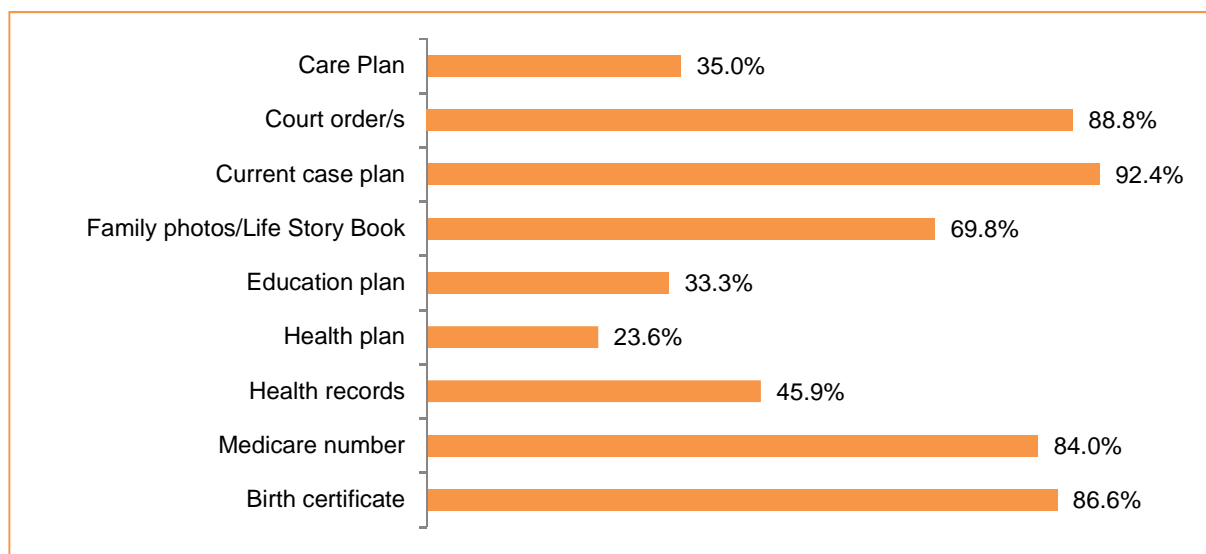 Care Plan 35.0%
Court order/s 88.8%
Current case plan 92.4%
Family photos/Life Story Book 69.8%
Education plan 33.3%
Health plan 23.6%
Health records 45.9%
Medicare number 84.0%
Birth certificate 86.6%